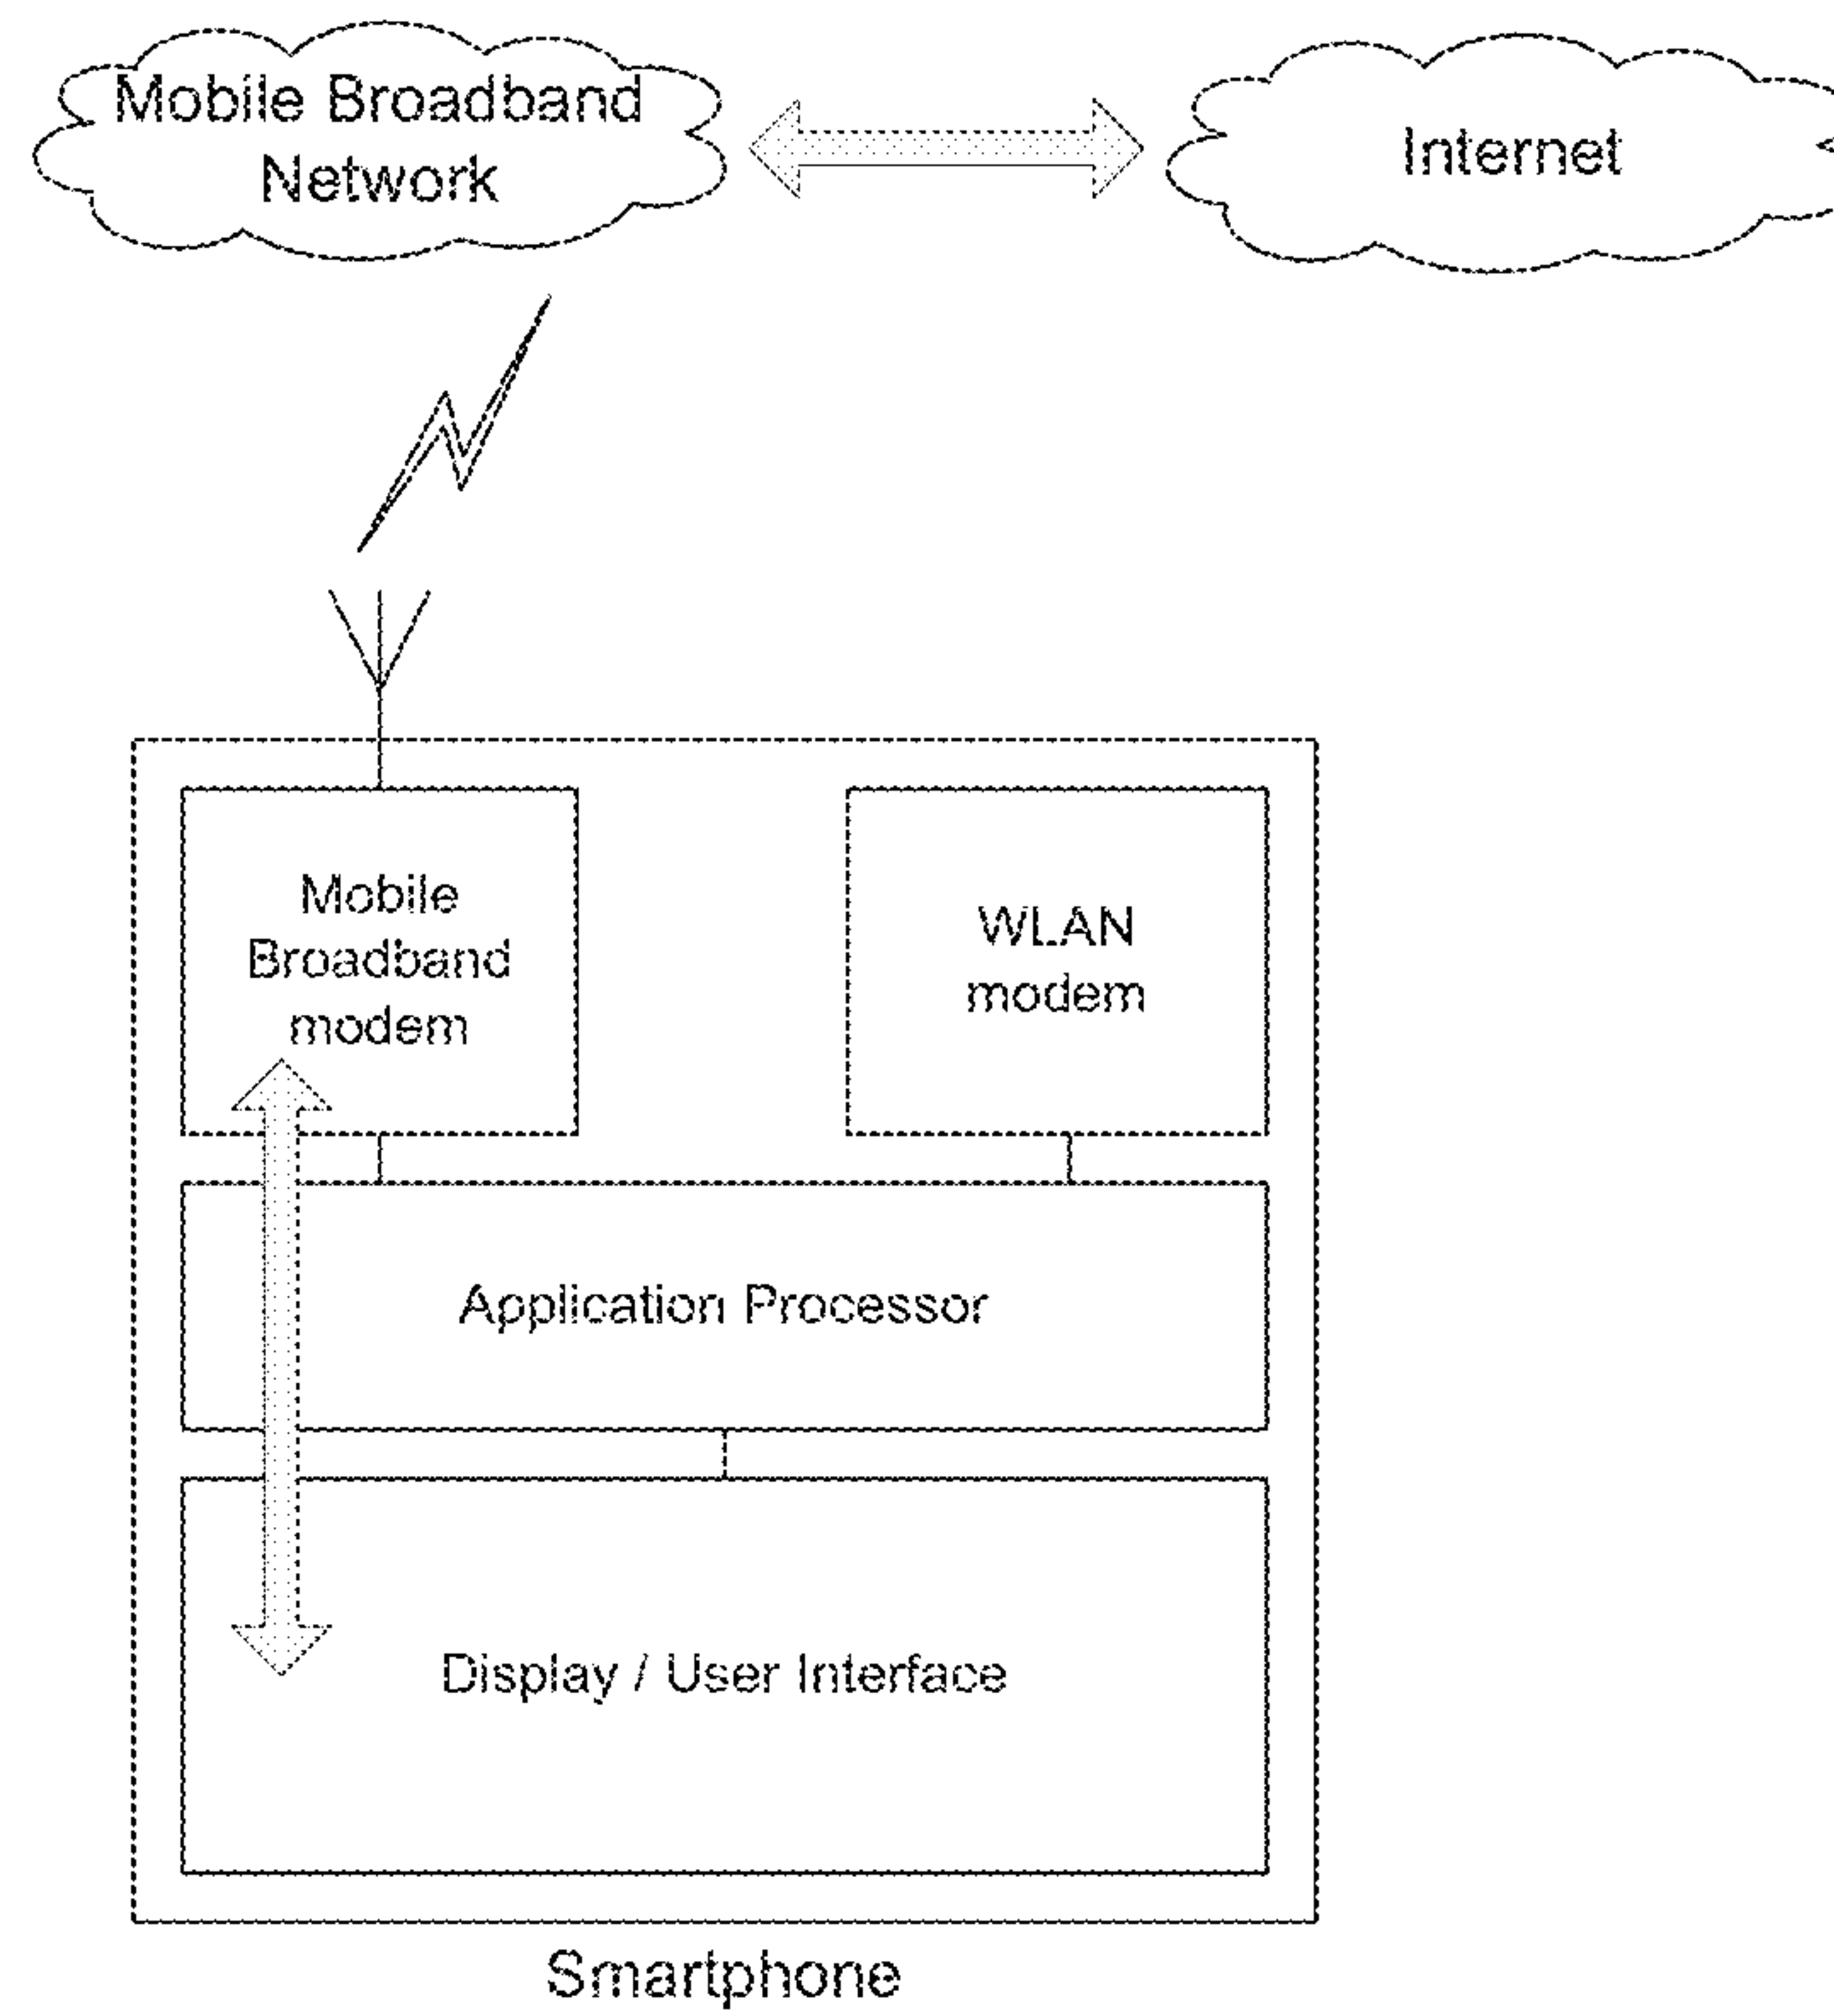 Mobile Broadband
Network
Internet
Mobile
Broadband
modem
WLAN
modem
Application Processor
Display / User Interface
Smartphone